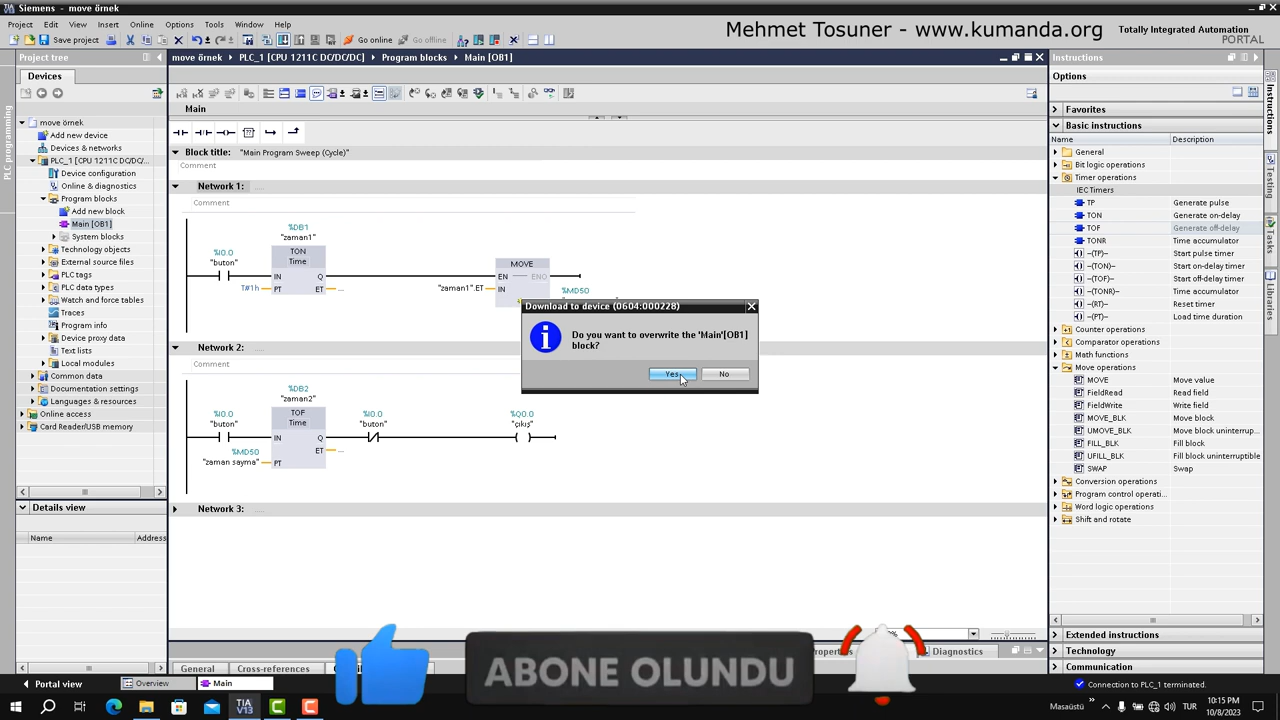 Siemens - move örnek
Project Edit View Insert Online Options Tools Window Help
Save project
Go online
Go offline
Mehmet Tosuner - www.kumanda.org
Totally Integrated Automation
PORTAL
Project tree
Devices
PLC programming
move örnek
Add new device
Devices & networks
PLC_1 [CPU 1211C DC/DC/...
Device configuration
Online & diagnostics
Program blocks
Add new block
Main [OB1]
System blocks
Technology objects
External source files
PLC tags
PLC data types
Watch and force tables
Traces
Program info
Device proxy data
Text lists
Local modules
Common data
Documentation settings
Languages & resources
Online access
Card Reader/USB memory
Details view
Name Address
move örnek PLC_1 [CPU 1211C DC/DC/DC] Program blocks Main [OB1]
Main
Block title: "Main Program Sweep (Cycle)"
Comment
Network 1: .....
Comment
%DB1
"zaman1"
%I0.0 TON
"buton" Time MOVE
IN Q EN ENO
T#1h PT ET ... "zaman1".ET IN %MD50
Download to device (0604:000228)
Do you want to overwrite the 'Main'[OB1]
block?
Yes No
Network 2: .....
Comment
%DB2
"zaman2"
%I0.0 TOF %I0.0 %Q0.0
"buton" Time "buton" "çıkış"
IN Q
%MD50 ET ...
"zaman sayma" PT
Network 3: .....
Instructions
Options
Favorites
Basic instructions
Name Description
General
Bit logic operations
Timer operations
IEC Timers
TP Generate pulse
TON Generate on-delay
TOF Generate off-delay
TONR Time accumulator
–(TP)– Start pulse timer
–(TON)– Start on-delay timer
–(TOF)– Start off-delay timer
–(TONR)– Time accumulator
–(RT)– Reset timer
–(PT)– Load time duration
Counter operations
Comparator operations
Math functions
Move operations
MOVE Move value
FieldRead Read field
FieldWrite Write field
MOVE_BLK Move block
UMOVE_BLK Move block uninterrup...
FILL_BLK Fill block
UFILL_BLK Fill block uninterruptible
SWAP Swap
Conversion operations
Program control operati...
Word logic operations
Shift and rotate
Extended instructions
Technology
Communication
Instructions
Testing
Tasks
Libraries
General Cross-references
Diagnostics
ABONE OLUNDU
Portal view Overview Main
Connection to PLC_1 terminated.
TIA
V13
Masaüstü
TUR
10:15 PM
10/8/2023